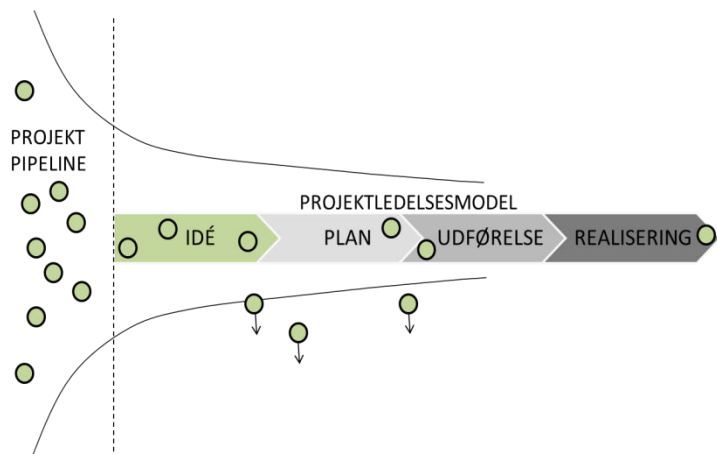 PROJEKT
PIPELINE
PROJEKTLEDELSESMODEL
IDÉ
PLAN
UDFØRELSE
REALISERING